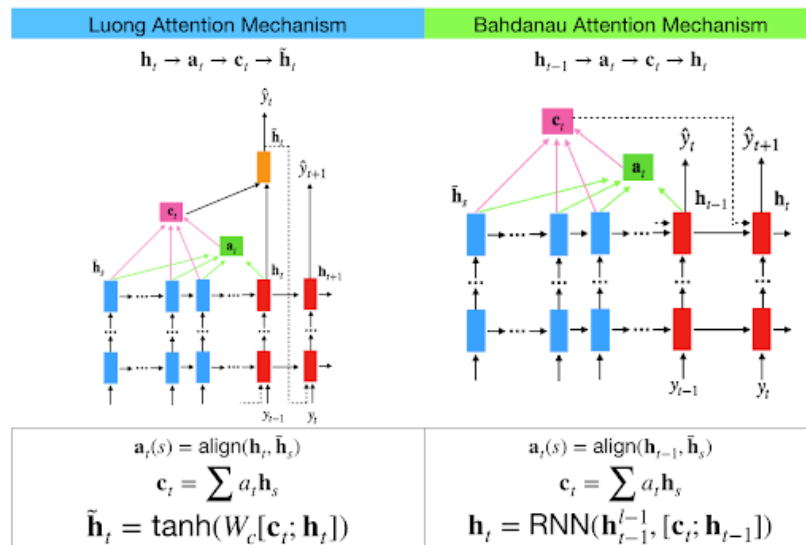 Luong Attention Mechanism
h_t → a_t → c_t → h̃_t
ŷ_t
h̃_t
ŷ_{t+1}
c_t
a_t
h̄_s
h_t
h_{t+1}
...
...
...
...
...
...
...
...
y_{t−1}
y_t
a_t(s) = align(h_t, h̄_s)
c_t = ∑ a_t h_s
h̃_t = tanh(W_c[c_t; h_t])
Bahdanau Attention Mechanism
h_{t−1} → a_t → c_t → h_t
c_t
ŷ_t
ŷ_{t+1}
a_t
h̄_s
h_{t−1}
h_t
...
...
...
...
...
...
...
...
...
y_{t−1}
y_t
a_t(s) = align(h_{t−1}, h̄_s)
c_t = ∑ a_t h_s
h_t = RNN(h_{t−1}^{l−1}, [c_t; h_{t−1}])